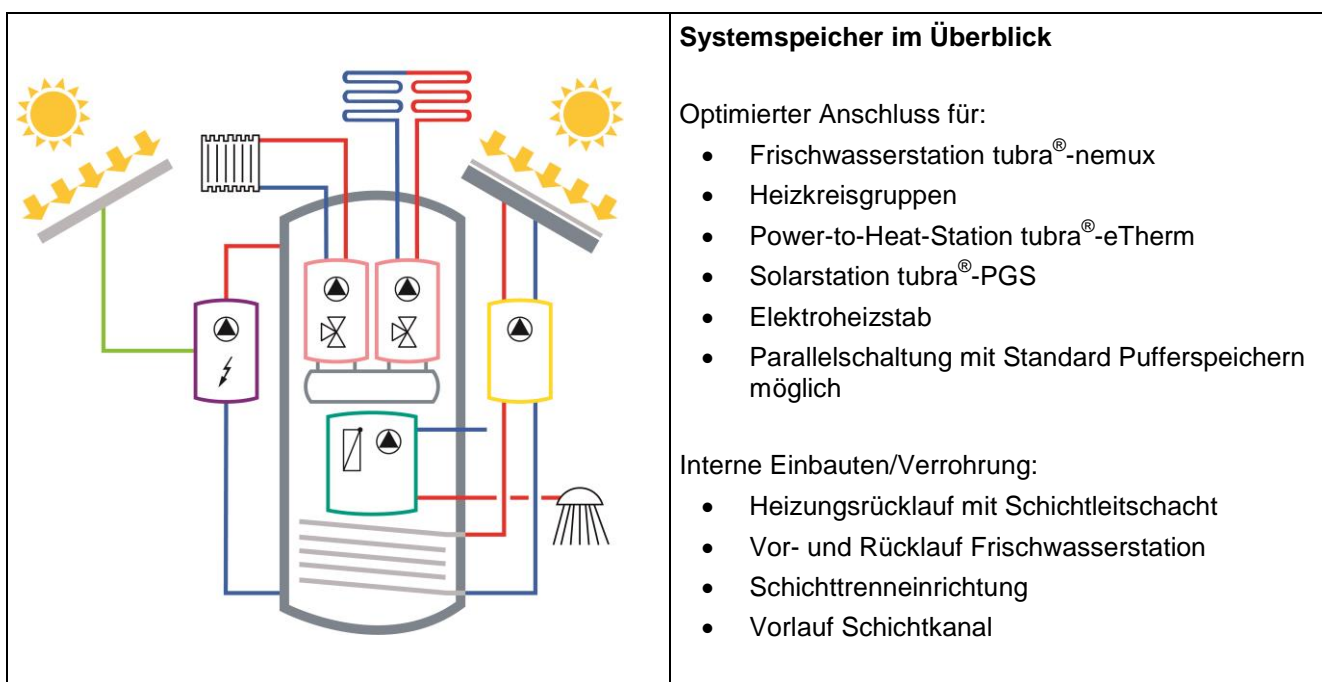 Systemspeicher im Überblick
Optimierter Anschluss für:
• Frischwasserstation tubra®-nemux
• Heizkreisgruppen
• Power-to-Heat-Station tubra®-eTherm
• Solarstation tubra®-PGS
• Elektroheizstab
• Parallelschaltung mit Standard Pufferspeichern
möglich
Interne Einbauten/Verrohrung:
• Heizungsrücklauf mit Schichtleitschacht
• Vor- und Rücklauf Frischwasserstation
• Schichttrenneinrichtung
• Vorlauf Schichtkanal